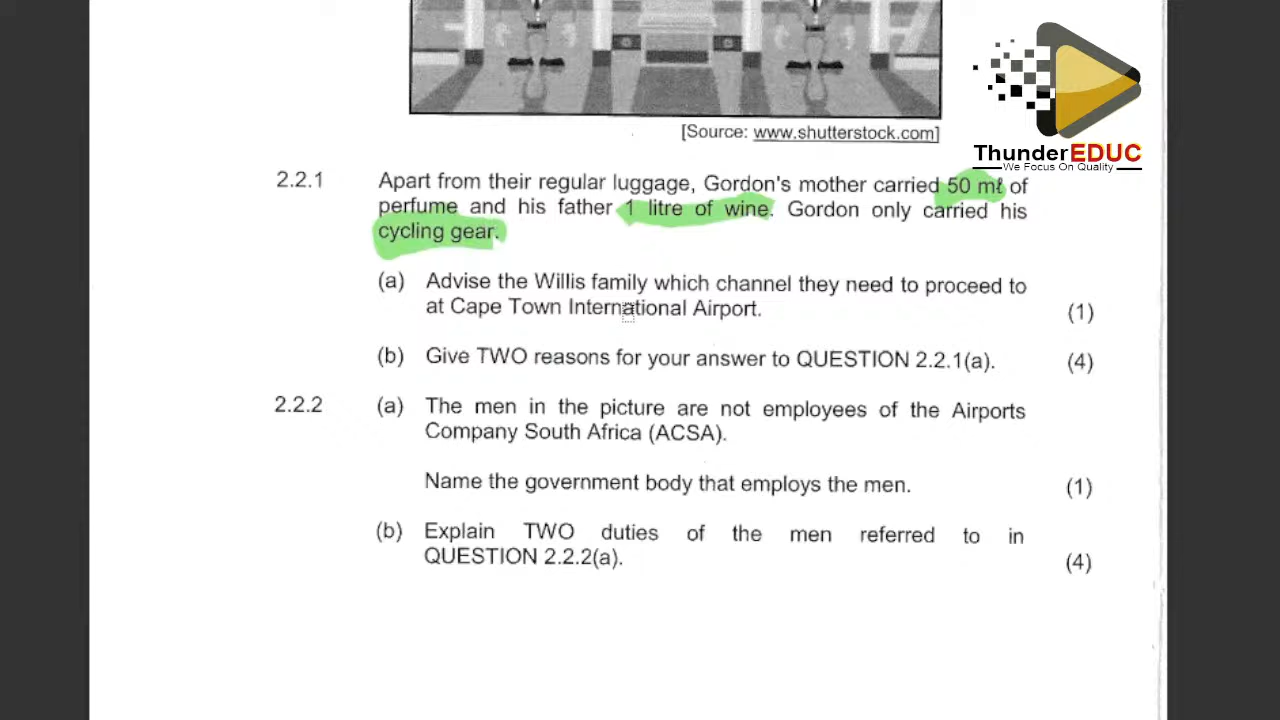 [Source: www.shutterstock.com]
ThunderEDUC
We Focus On Quality
2.2.1 Apart from their regular luggage, Gordon's mother carried 50 mℓ of
perfume and his father 1 litre of wine. Gordon only carried his
cycling gear.
(a) Advise the Willis family which channel they need to proceed to
at Cape Town International Airport. (1)
(b) Give TWO reasons for your answer to QUESTION 2.2.1(a). (4)
2.2.2 (a) The men in the picture are not employees of the Airports
Company South Africa (ACSA).
Name the government body that employs the men. (1)
(b) Explain TWO duties of the men referred to in
QUESTION 2.2.2(a). (4)